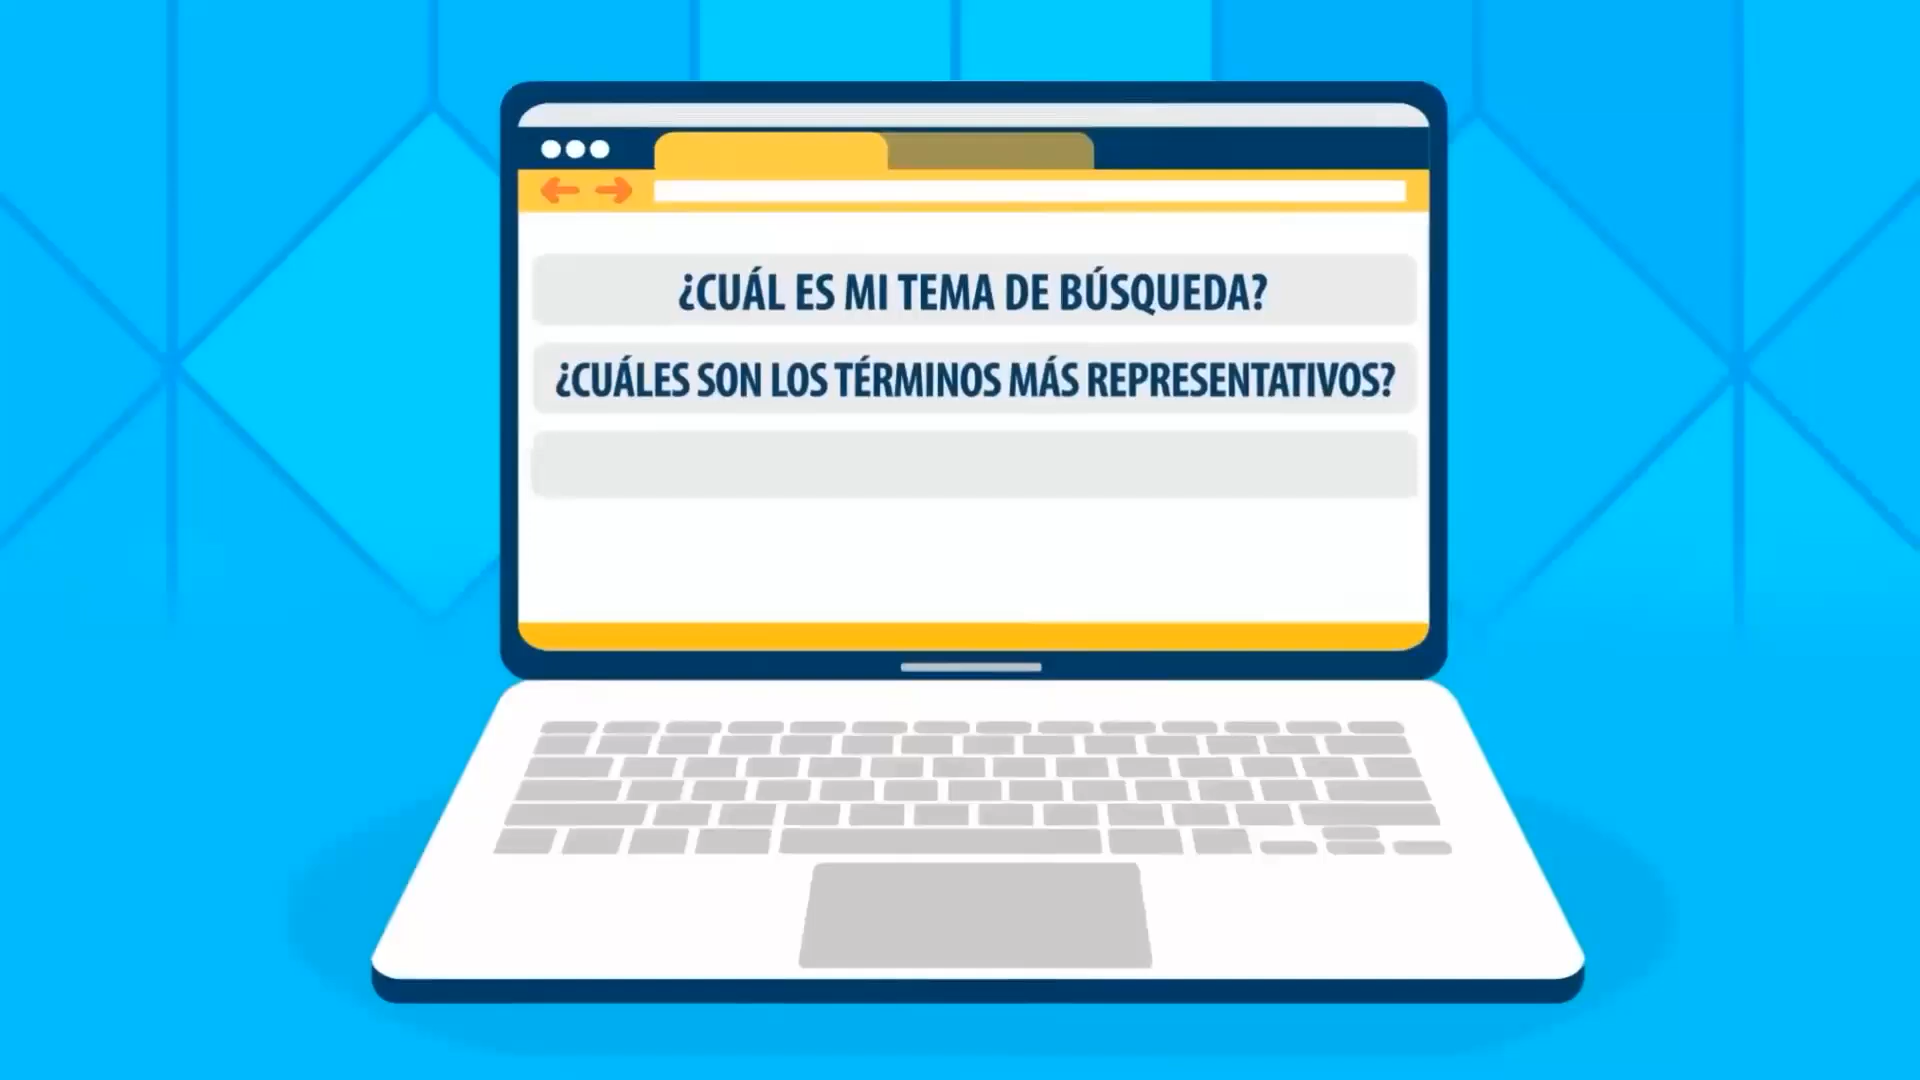 ¿CUÁL ES MI TEMA DE BÚSQUEDA?
¿CUÁLES SON LOS TÉRMINOS MÁS REPRESENTATIVOS?